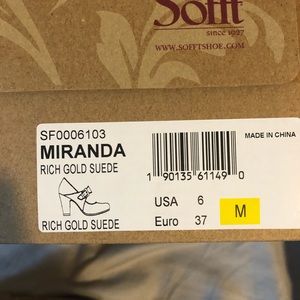 Sofft
since 1927
WWW.SOFFTSHOE.COM
SF0006103
MIRANDA
RICH GOLD SUEDE
MADE IN CHINA
1 90135 61149 0
USA 6
Euro 37
M
RICH GOLD SUEDE